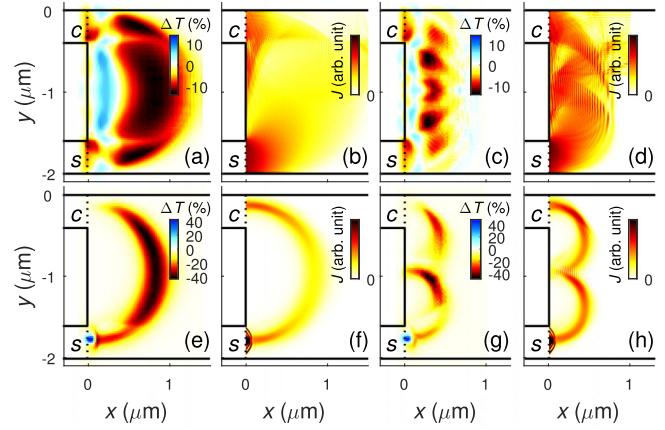 0
c
ΔT (%)
10
0
-10
c
J (arb. unit)
0
c
ΔT (%)
10
0
-10
c
J (arb. unit)
0
-1
y (μm)
s
(a)
s
(b)
s
(c)
s
(d)
-2
0
c
ΔT (%)
40
20
0
-20
-40
c
J (arb. unit)
0
c
ΔT (%)
40
20
0
-20
-40
c
J (arb. unit)
0
-1
y (μm)
s
(e)
s
(f)
s
(g)
s
(h)
-2
0 1 0 1 0 1 0 1
x (μm) x (μm) x (μm) x (μm)